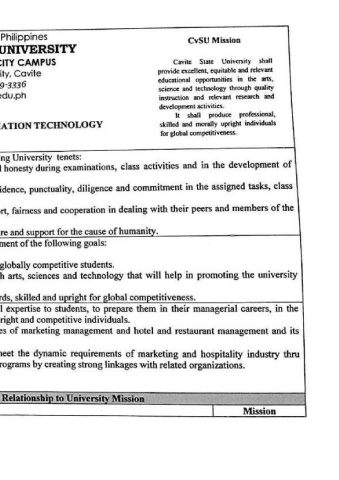 Philippines
UNIVERSITY
CITY CAMPUS
ity, Cavite
9-3336
edu.ph
ATION TECHNOLOGY
CvSU Mission
Cavite State University shall
provide excellent, equitable and relevant
educational opportunities in the arts,
science and technology through quality
instruction and relevant research and
development activities.
It shall produce professional,
skilled and morally upright individuals
for global competitiveness.
ing University tenets:
l honesty during examinations, class activities and in the development of
idence, punctuality, diligence and commitment in the assigned tasks, class
rt, fairness and cooperation in dealing with their peers and members of the
re and support for the cause of humanity.
ment of the following goals:
globally competitive students.
h arts, sciences and technology that will help in promoting the university
rds, skilled and upright for global competitiveness.
l expertise to students, to prepare them in their managerial careers, in the
right and competitive individuals.
es of marketing management and hotel and restaurant management and its
neet the dynamic requirements of marketing and hospitality industry thru
rograms by creating strong linkages with related organizations.
Relationship to University Mission
Mission